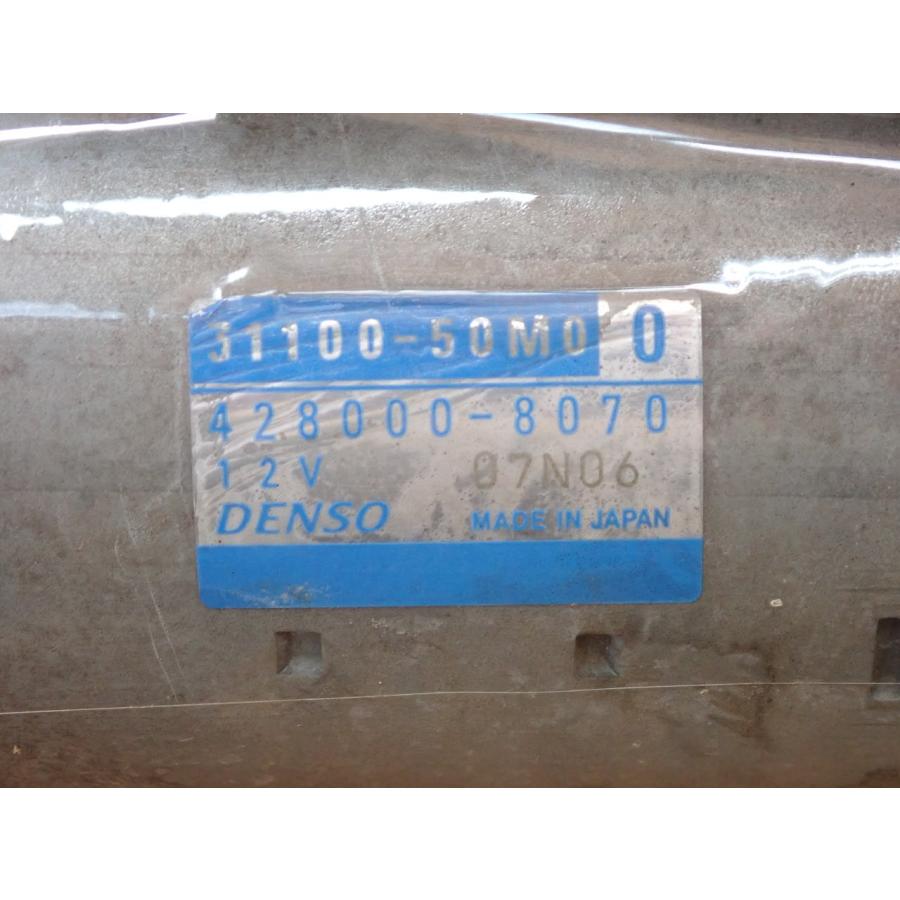 31100-50M0 0
428000-8070
12V 07N06
DENSO MADE IN JAPAN